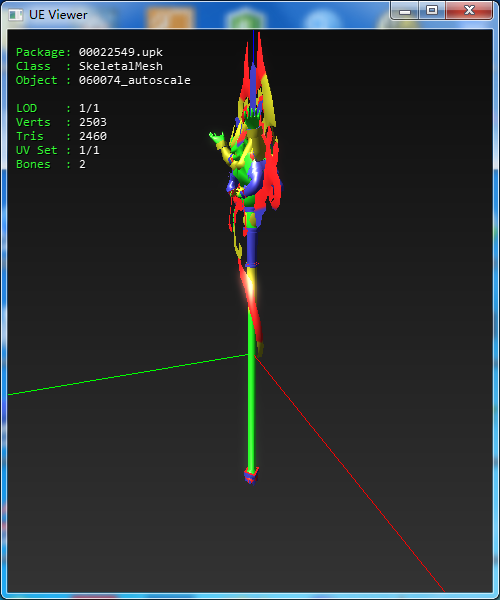 UE Viewer
Package: 00022549.upk
Class  : SkeletalMesh
Object : 060074_autoscale
LOD    : 1/1
Verts  : 2503
Tris   : 2460
UV Set : 1/1
Bones  : 2